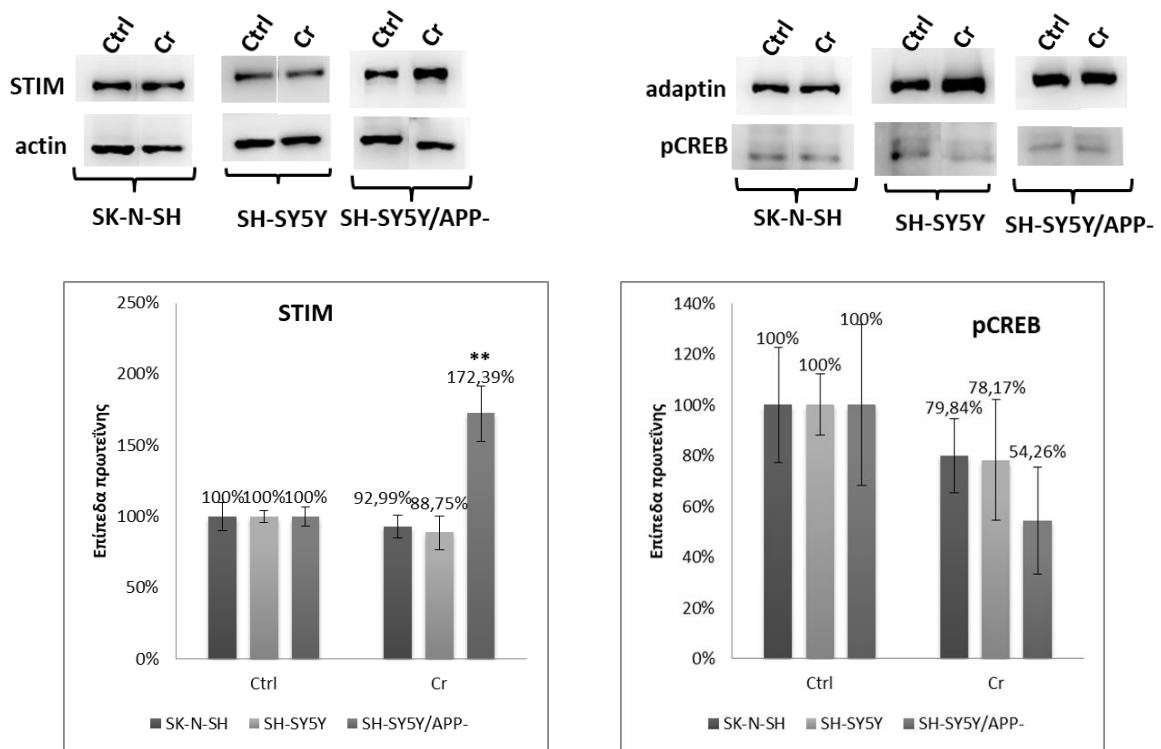 Ctrl Cr Ctrl Cr Ctrl Cr
STIM
actin
SK-N-SH SH-SY5Y SH-SY5Y/APP-
Ctrl Cr Ctrl Cr Ctrl Cr
adaptin
pCREB
SK-N-SH SH-SY5Y SH-SY5Y/APP-
STIM
Επίπεδα πρωτεΐνης
250%
200%
150%
100%
50%
0%
100% 100% 100%
92,99%
88,75%
**
172,39%
Ctrl Cr
SK-N-SH SH-SY5Y SH-SY5Y/APP-
pCREB
Επίπεδα πρωτεΐνης
140%
120%
100%
80%
60%
40%
20%
0%
100%
100%
100%
79,84%
78,17%
54,26%
Ctrl Cr
SK-N-SH SH-SY5Y SH-SY5Y/APP-